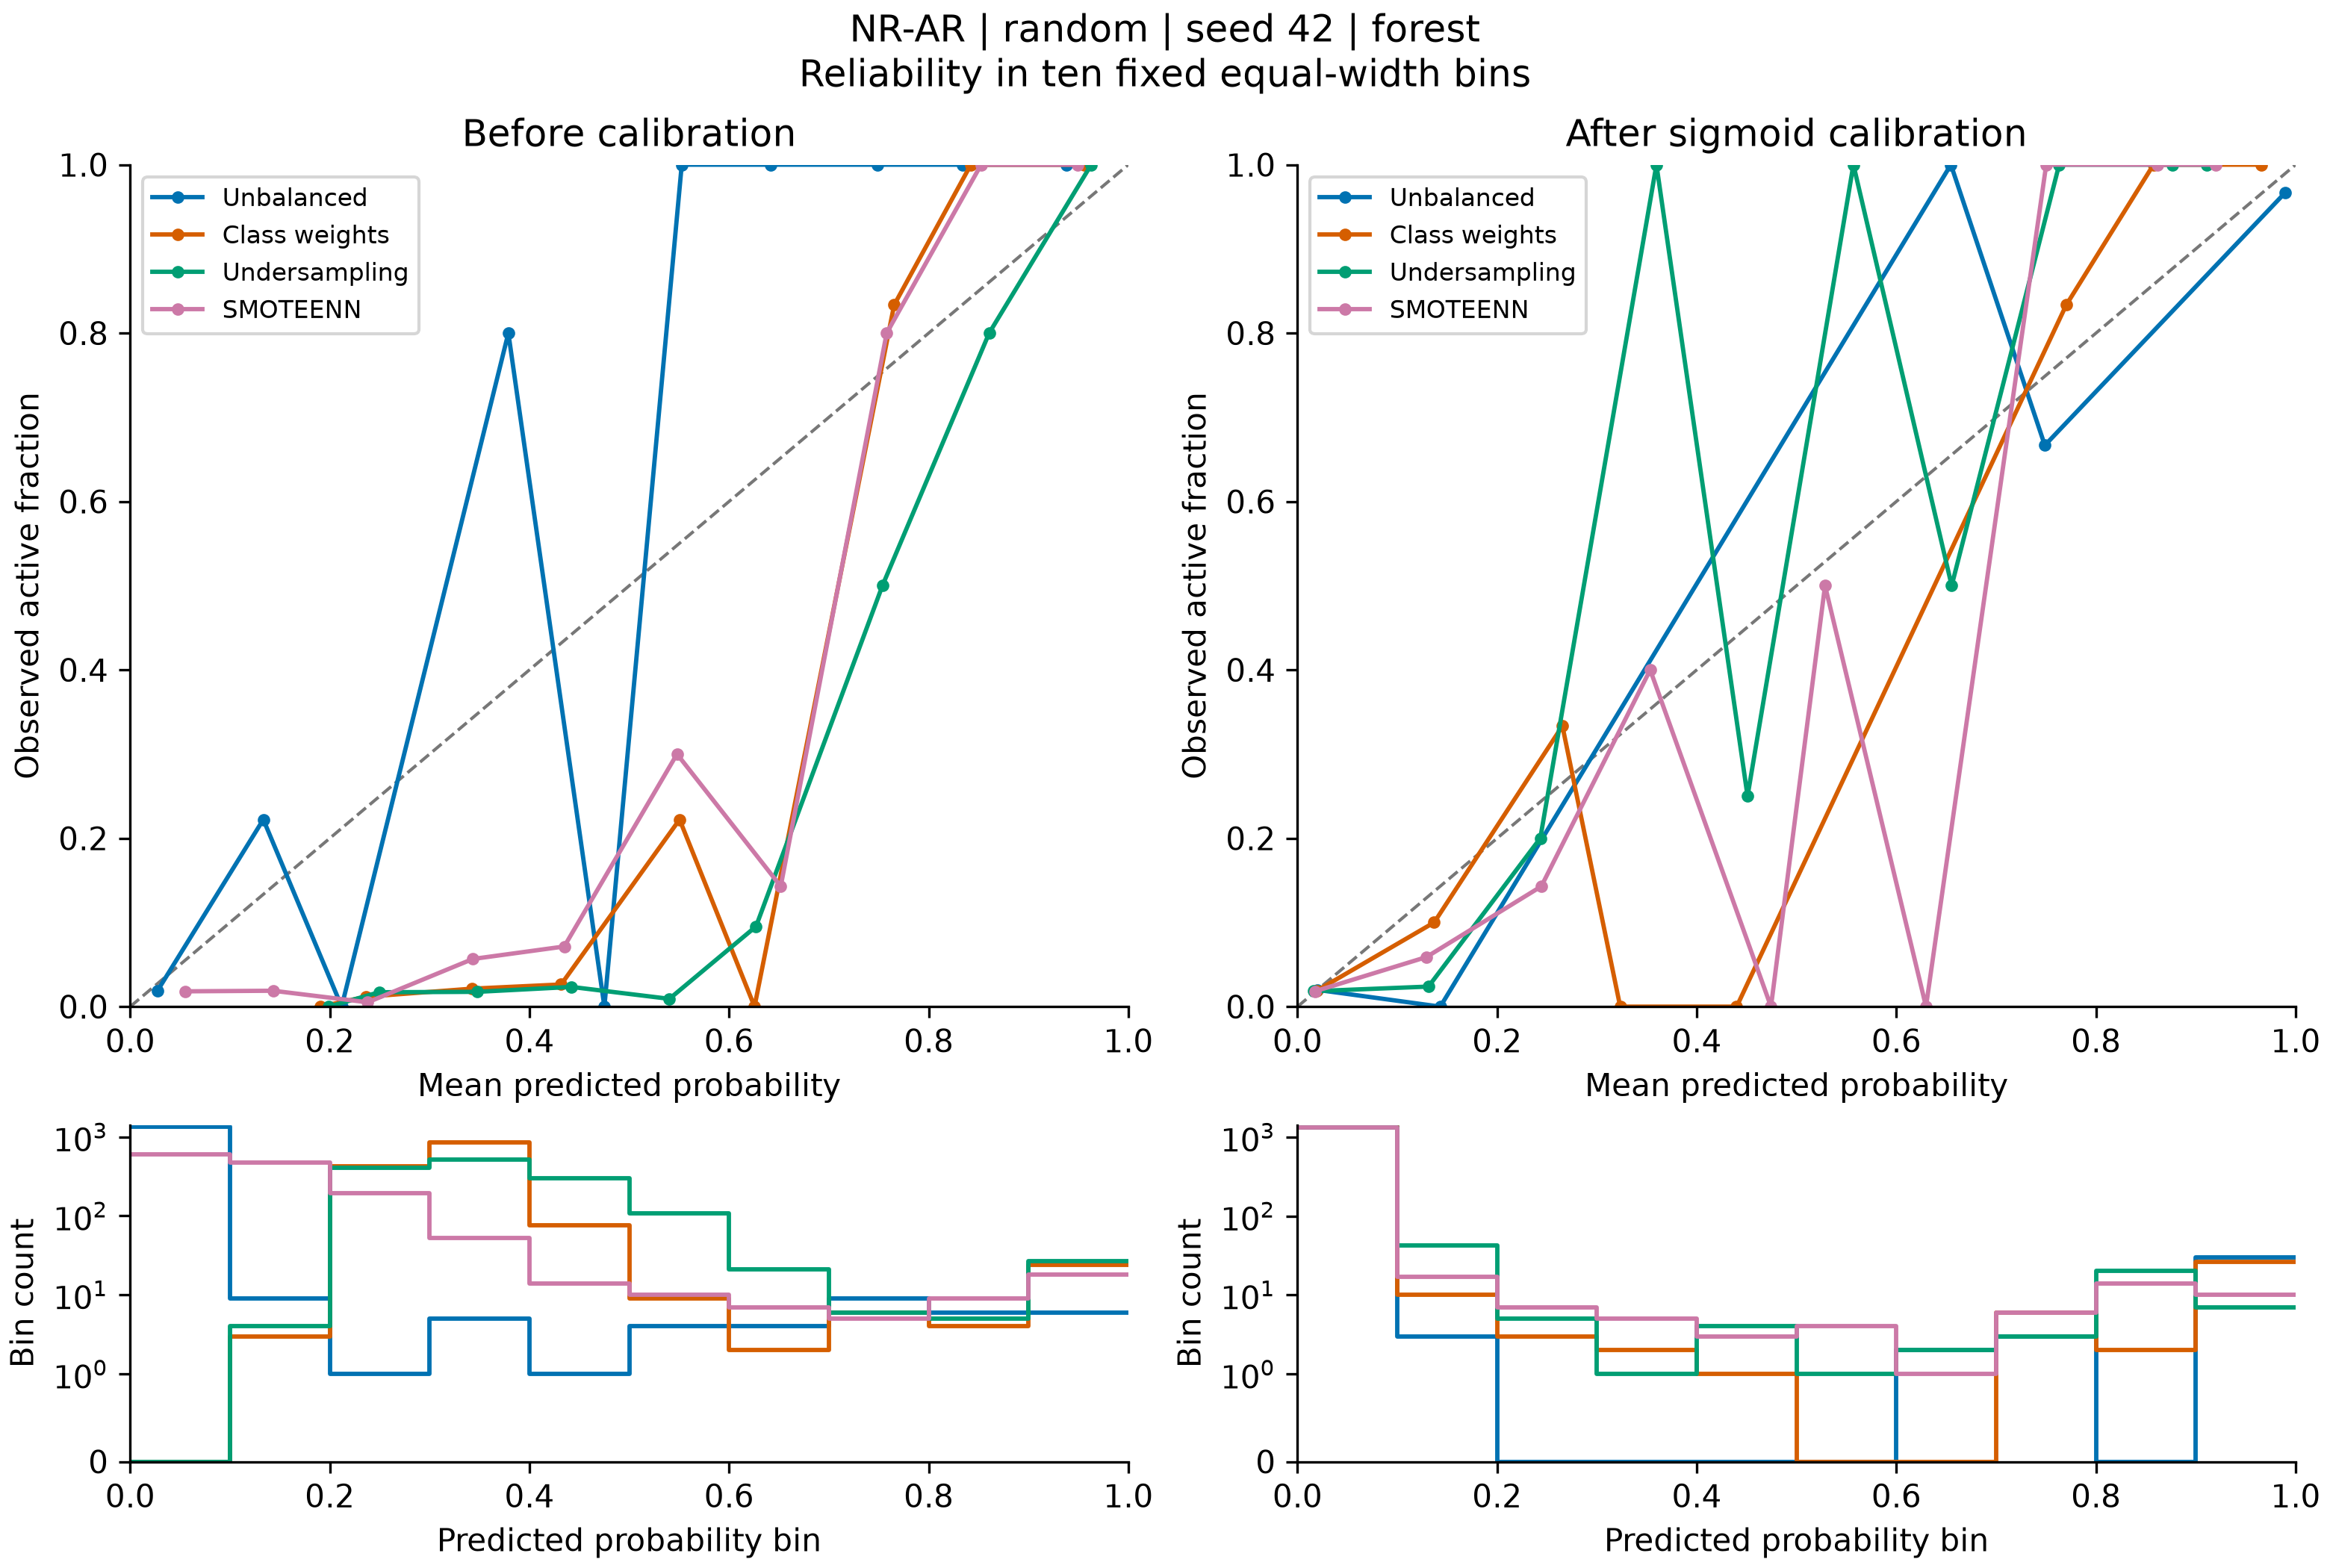 NR-AR | random | seed 42 | forest
Reliability in ten fixed equal-width bins
Before calibration
1.0
0.8
0.6
0.4
0.2
0.0
Observed active fraction
Unbalanced
Class weights
Undersampling
SMOTEENN
0.0 0.2 0.4 0.6 0.8 1.0
Mean predicted probability
After sigmoid calibration
1.0
0.8
0.6
0.4
0.2
0.0
Observed active fraction
Unbalanced
Class weights
Undersampling
SMOTEENN
0.0 0.2 0.4 0.6 0.8 1.0
Mean predicted probability
10³
10²
10¹
10⁰
0
Bin count
0.0 0.2 0.4 0.6 0.8 1.0
Predicted probability bin
10³
10²
10¹
10⁰
0
Bin count
0.0 0.2 0.4 0.6 0.8 1.0
Predicted probability bin